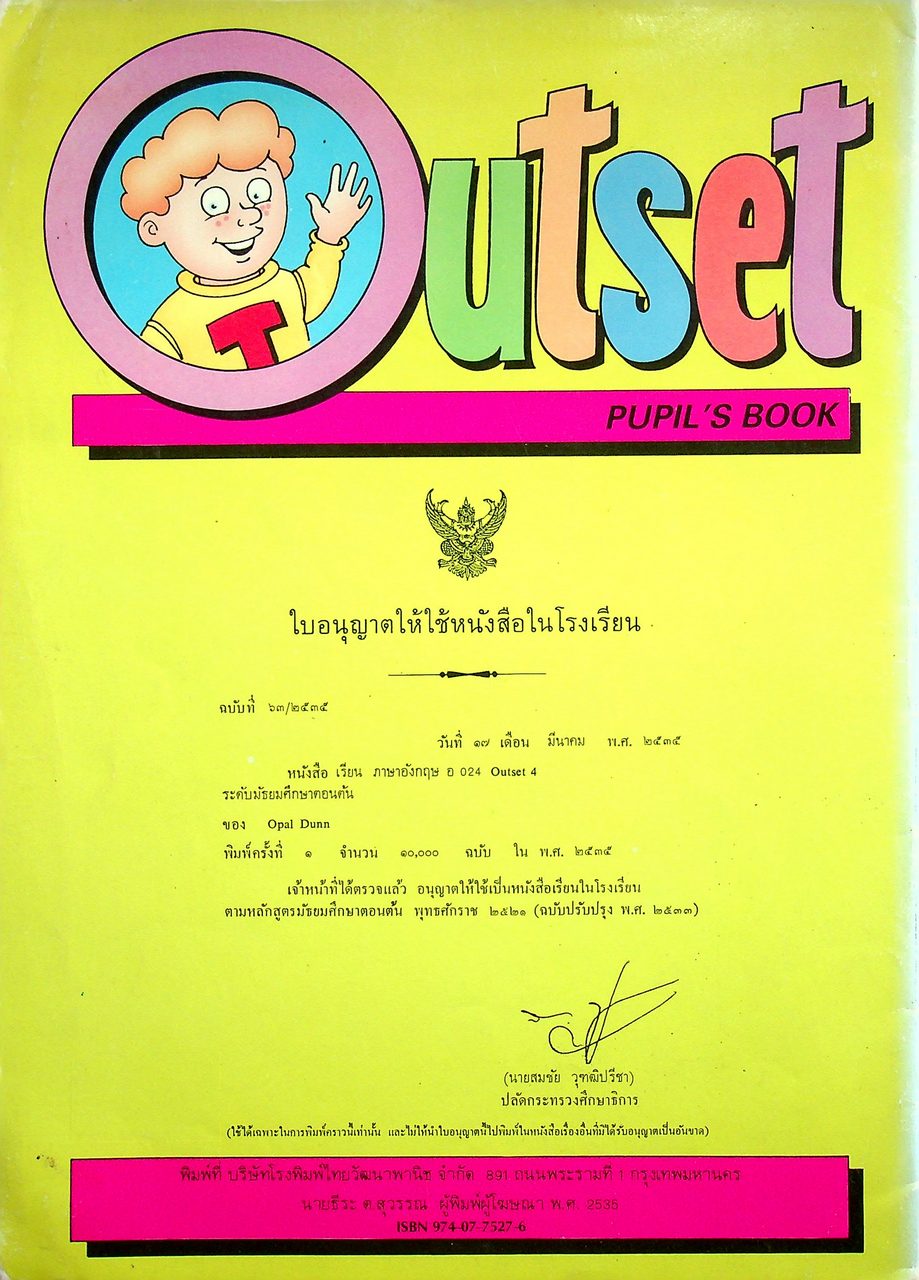 Outset
T
PUPIL'S BOOK
ใบอนุญาตให้ใช้หนังสือในโรงเรียน
ฉบับที่ ๖๓/๒๕๓๕
วันที่ ๑๗ เดือน มีนาคม พ.ศ. ๒๕๓๕
หนังสือ เรียน ภาษาอังกฤษ อ 024 Outset 4
ระดับมัธยมศึกษาตอนต้น
ของ Opal Dunn
พิมพ์ครั้งที่ ๑ จำนวน ๑๐,๐๐๐ ฉบับ ใน พ.ศ. ๒๕๓๕
เจ้าหน้าที่ได้ตรวจแล้ว อนุญาตให้ใช้เป็นหนังสือเรียนในโรงเรียน
ตามหลักสูตรมัธยมศึกษาตอนต้น พุทธศักราช ๒๕๒๑ (ฉบับปรับปรุง พ.ศ. ๒๕๓๓)
(นายสมชัย วุฑฒิปรีชา)
ปลัดกระทรวงศึกษาธิการ
(ใช้ได้เฉพาะในการพิมพ์คราวนี้เท่านั้น และไม่ให้นำใบอนุญาตนี้ไปพิมพ์ในหนังสือเรื่องอื่นที่มิได้รับอนุญาตเป็นอันขาด)
พิมพ์ที่ บริษัทโรงพิมพ์ไทยวัฒนาพานิช จำกัด 891 ถนนพระรามที่ 1 กรุงเทพมหานคร
นายธีระ ต.สุวรรณ ผู้พิมพ์ผู้โฆษณา พ.ศ. 2535
ISBN 974-07-7527-6